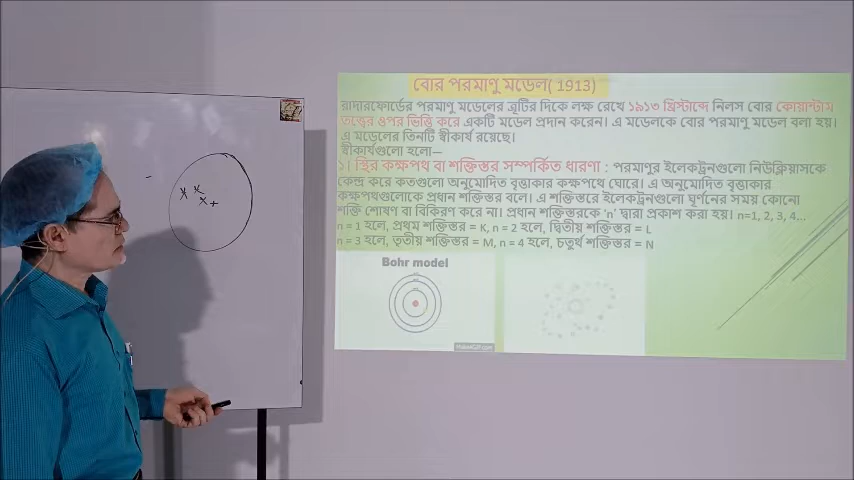 বোর পরমাণু মডেল( 1913)
রাদারফোর্ডের পরমাণু মডেলের ত্রুটির দিকে লক্ষ রেখে ১৯১৩ খ্রিস্টাব্দে নিলস বোর কোয়ান্টাম
তত্ত্বের ওপর ভিত্তি করে একটি মডেল প্রদান করেন। এ মডেলকে বোর পরমাণু মডেল বলা হয়।
এ মডেলের তিনটি স্বীকার্য রয়েছে।
স্বীকার্যগুলো হলো—
১। স্থির কক্ষপথ বা শক্তিস্তর সম্পর্কিত ধারণা : পরমাণুর ইলেকট্রনগুলো নিউক্লিয়াসকে
কেন্দ্র করে কতগুলো অনুমোদিত বৃত্তাকার কক্ষপথে ঘোরে। এ অনুমোদিত বৃত্তাকার
কক্ষপথগুলোকে প্রধান শক্তিস্তর বলে। এ শক্তিস্তরে ইলেকট্রনগুলো ঘূর্ণনের সময় কোনো
শক্তি শোষণ বা বিকিরণ করে না। প্রধান শক্তিস্তরকে ‘n’ দ্বারা প্রকাশ করা হয়। n=1, 2, 3, 4...
n = 1 হলে, প্রথম শক্তিস্তর = K, n = 2 হলে, দ্বিতীয় শক্তিস্তর = L
n = 3 হলে, তৃতীয় শক্তিস্তর = M, n = 4 হলে, চতুর্থ শক্তিস্তর = N
Bohr model